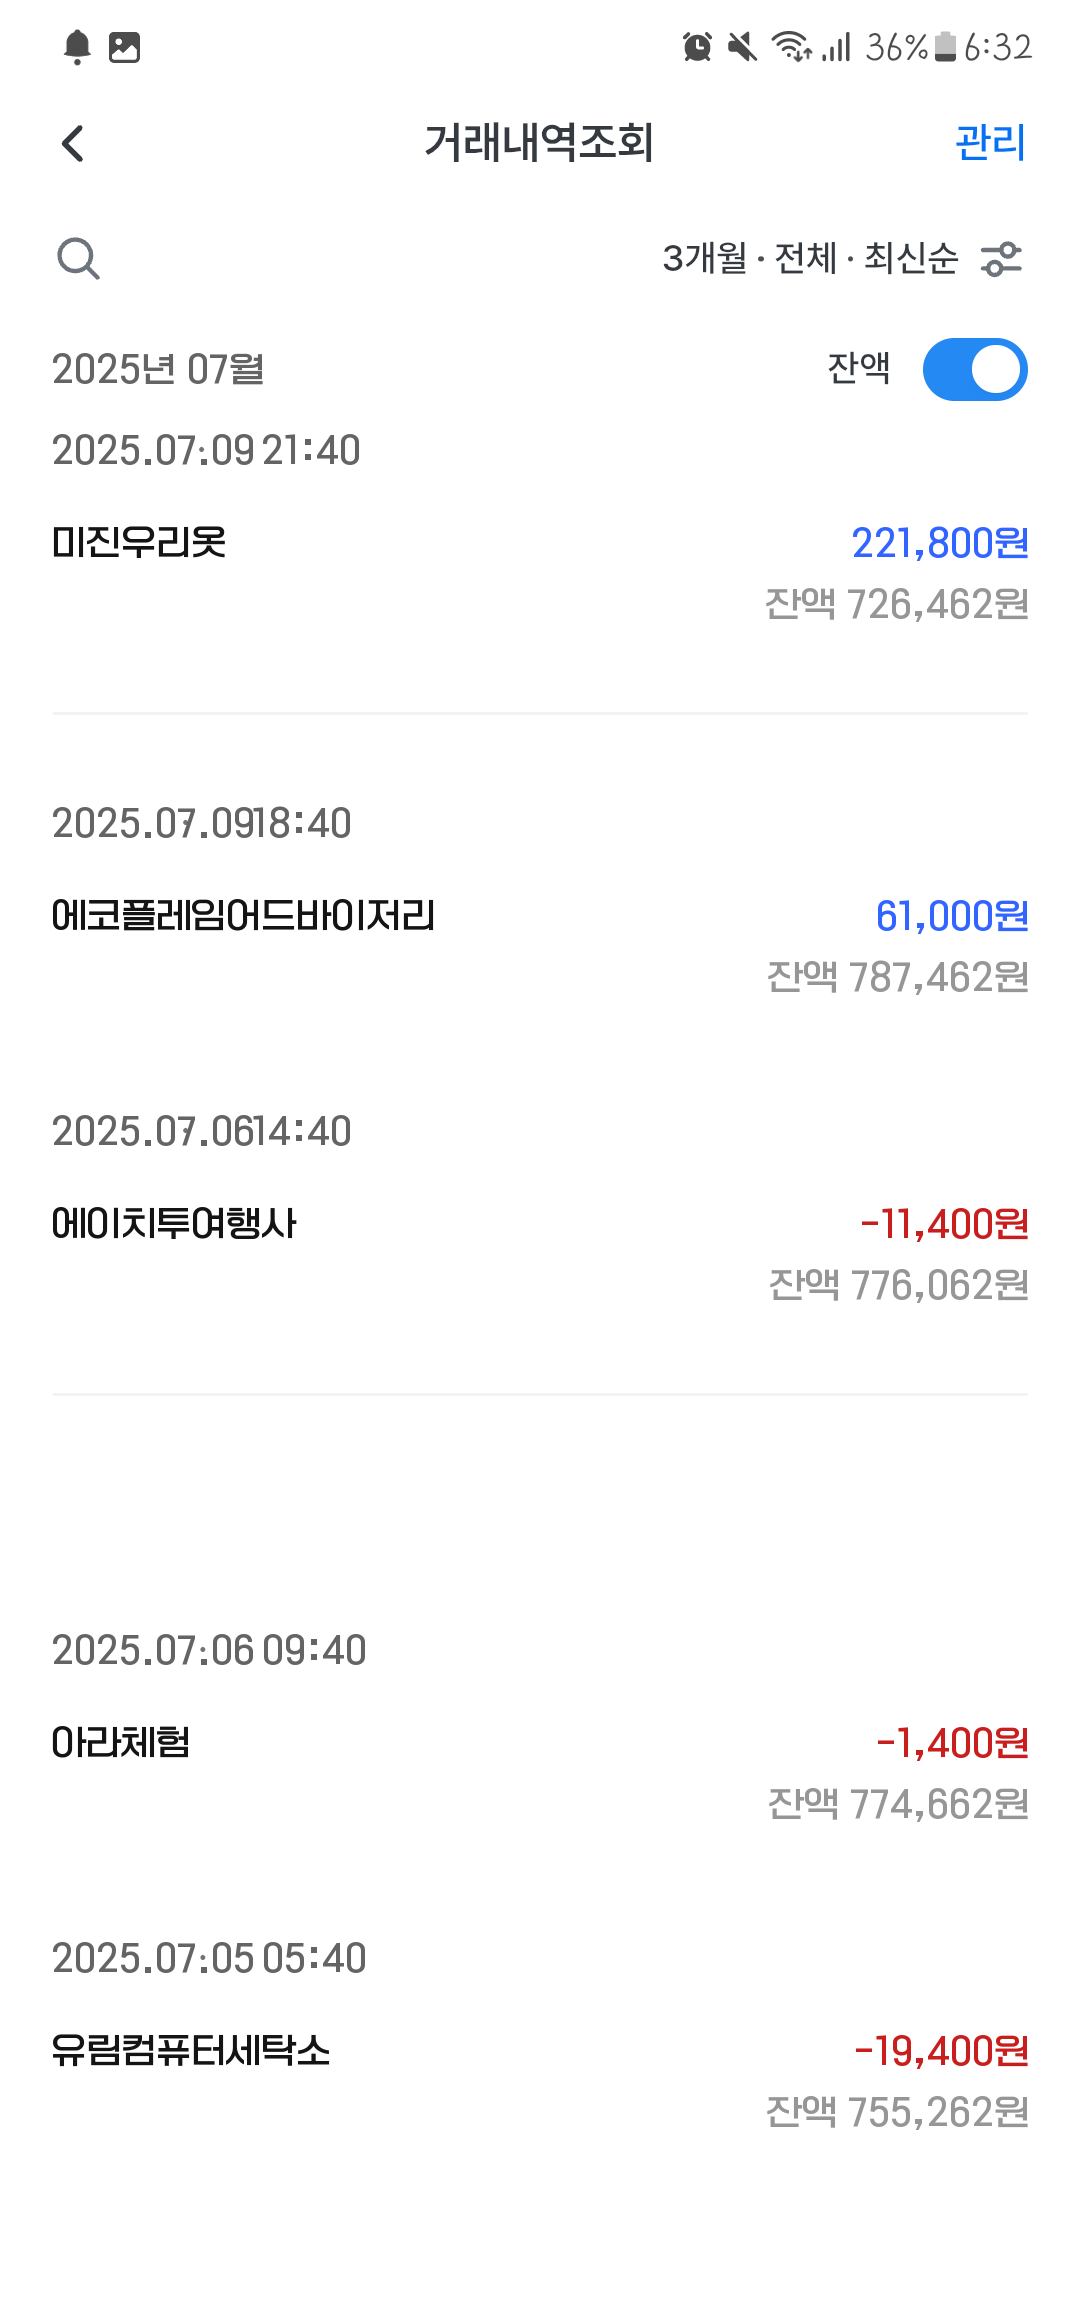 36% 6:32
거래내역조회 관리
3개월 · 전체 · 최신순
2025년 07월 잔액
2025.07.09 21:40
미진우리옷 221,800원
잔액 726,462원
2025.07.0918:40
에코플레임어드바이저리 61,000원
잔액 787,462원
2025.07.0614:40
에이치투여행사 -11,400원
잔액 776,062원
2025.07.06 09:40
아라체험 -1,400원
잔액 774,662원
2025.07.05 05:40
유림컴퓨터세탁소 -19,400원
잔액 755,262원